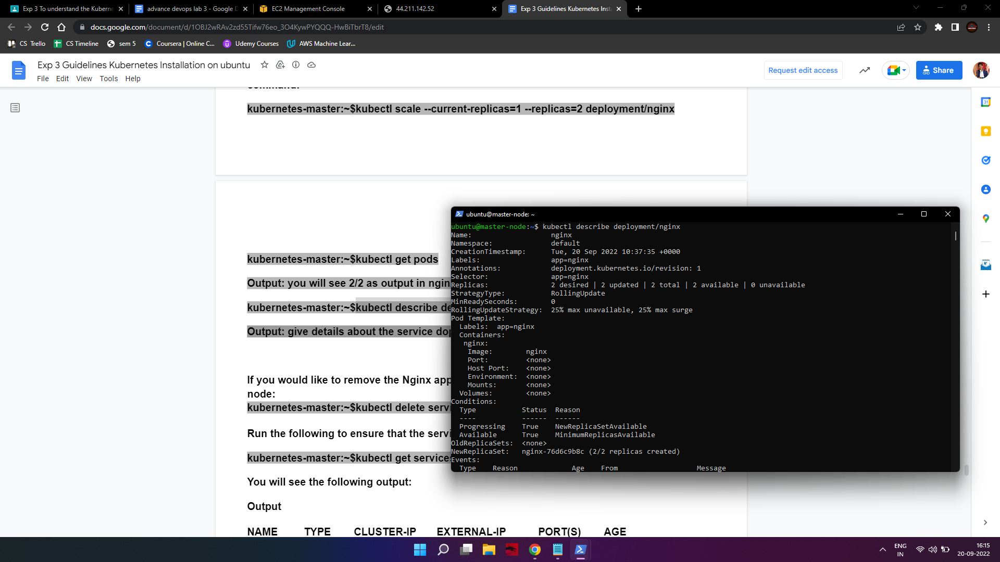 Exp 3 To understand the Kuberne
advance devops lab 3 - Google D
EC2 Management Console
44.211.142.52
Exp 3 Guidelines Kubernetes Inst
docs.google.com/document/d/1OBJ2wRAv2zd55Tifw76eo_3O4KywPYQQQ-HwBiTbrT8/edit
CS Trello
CS Timeline
sem 5
Coursera | Online C...
Udemy Courses
AWS Machine Lear...
Exp 3 Guidelines Kubernetes Installation on ubuntu
File Edit View Tools Help
Request edit access
Share
command:
kubernetes-master:~$kubectl scale --current-replicas=1 --replicas=2 deployment/nginx
kubernetes-master:~$kubectl get pods
Output: you will see 2/2 as output in ngin
kubernetes-master:~$kubectl describe de
Output: give details about the service dop
If you would like to remove the Nginx app
node:
kubernetes-master:~$kubectl delete servi
Run the following to ensure that the servi
kubernetes-master:~$kubectl get services
You will see the following output:
Output
NAME TYPE CLUSTER-IP EXTERNAL-IP PORT(S) AGE
ubuntu@master-node: ~
ubuntu@master-node:~$ kubectl describe deployment/nginx
Name: nginx
Namespace: default
CreationTimestamp: Tue, 20 Sep 2022 10:37:35 +0000
Labels: app=nginx
Annotations: deployment.kubernetes.io/revision: 1
Selector: app=nginx
Replicas: 2 desired | 2 updated | 2 total | 2 available | 0 unavailable
StrategyType: RollingUpdate
MinReadySeconds: 0
RollingUpdateStrategy: 25% max unavailable, 25% max surge
Pod Template:
Labels: app=nginx
Containers:
nginx:
Image: nginx
Port: <none>
Host Port: <none>
Environment: <none>
Mounts: <none>
Volumes: <none>
Conditions:
Type Status Reason
---- ------ ------
Progressing True NewReplicaSetAvailable
Available True MinimumReplicasAvailable
OldReplicaSets: <none>
NewReplicaSet: nginx-76d6c9b8c (2/2 replicas created)
Events:
Type Reason Age From Message
31
ENG
IN
16:15
20-09-2022